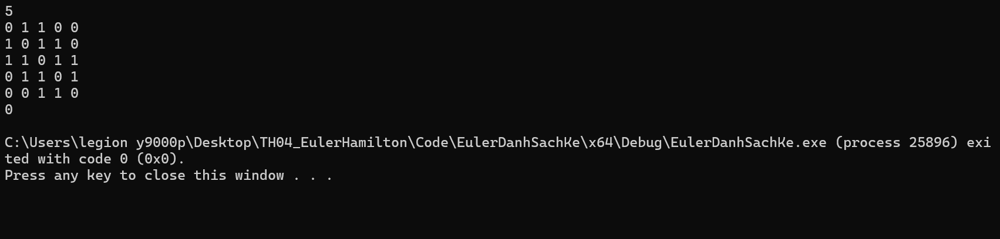 5
0 1 1 0 0
1 0 1 1 0
1 1 0 1 1
0 1 1 0 1
0 0 1 1 0
0
C:\Users\legion y9000p\Desktop\TH04_EulerHamilton\Code\EulerDanhSachKe\x64\Debug\EulerDanhSachKe.exe (process 25896) exi
ted with code 0 (0x0).
Press any key to close this window . . .